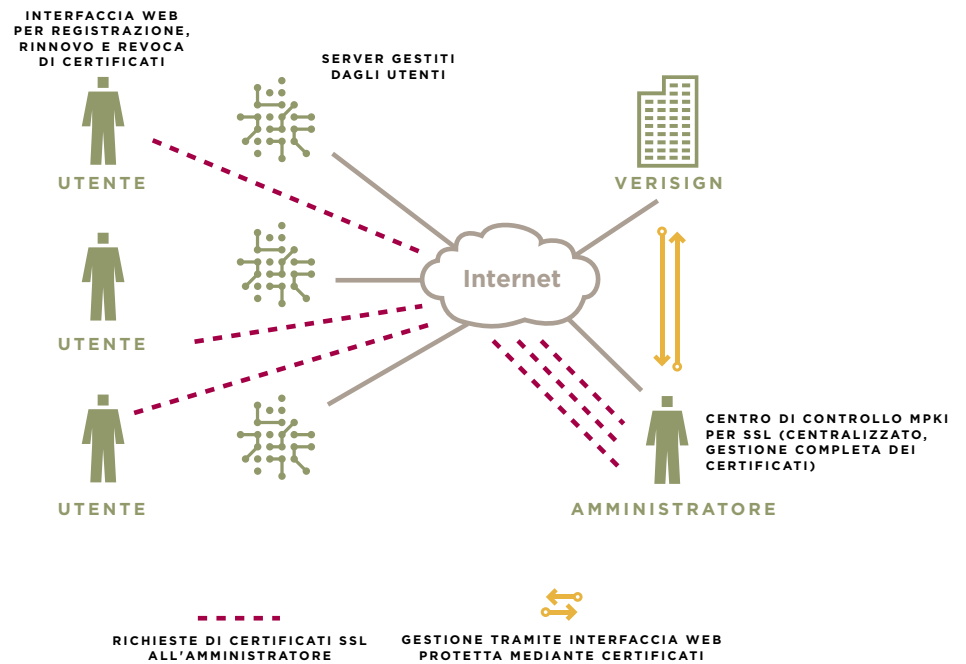 INTERFACCIA WEB
PER REGISTRAZIONE,
RINNOVO E REVOCA
DI CERTIFICATI
SERVER GESTITI
DAGLI UTENTI
UTENTE
VERISIGN
Internet
UTENTE
CENTRO DI CONTROLLO MPKI
PER SSL (CENTRALIZZATO,
GESTIONE COMPLETA DEI
CERTIFICATI)
UTENTE
AMMINISTRATORE
RICHIESTE DI CERTIFICATI SSL
ALL'AMMINISTRATORE
GESTIONE TRAMITE INTERFACCIA WEB
PROTETTA MEDIANTE CERTIFICATI